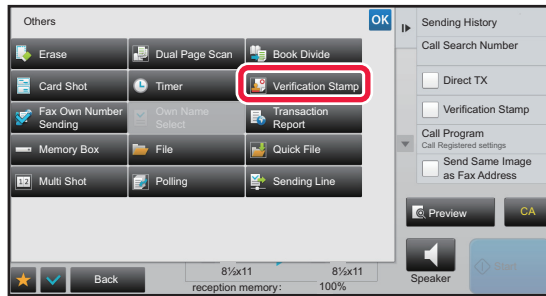 Others
OK
Erase
Dual Page Scan
Book Divide
Card Shot
Timer
Verification Stamp
Fax Own Number
Sending
Own Name
Select
Transaction
Report
Memory Box
File
Quick File
1/2
Multi Shot
Polling
Sending Line
Back
8½x11
8½x11
reception memory:
100%
Sending History
Call Search Number
Direct TX
Verification Stamp
Call Program
Call Registered settings
Send Same Image
as Fax Address
Preview
CA
Speaker
Start